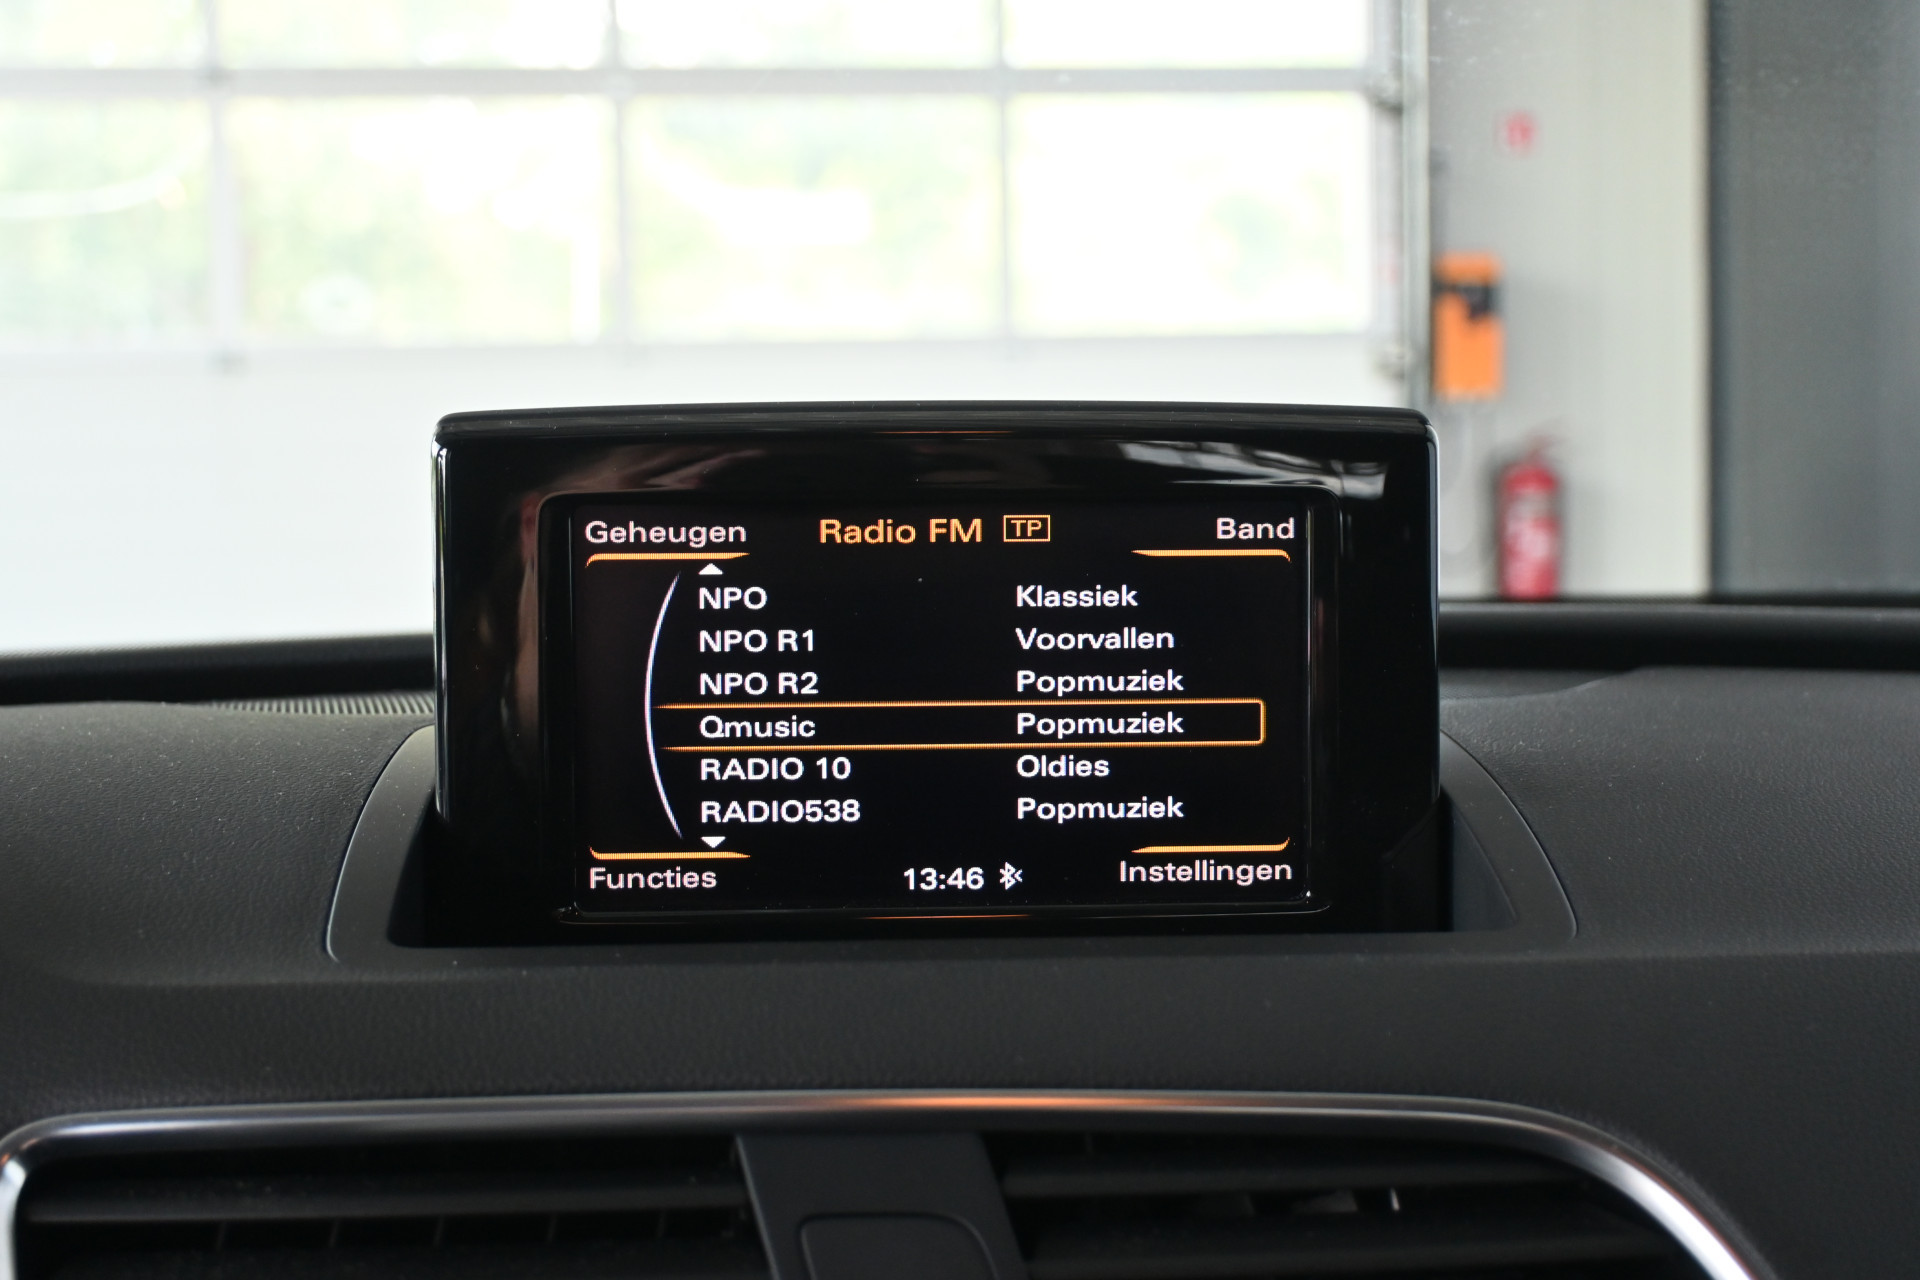 Geheugen Radio FM TP Band
NPO Klassiek
NPO R1 Voorvallen
NPO R2 Popmuziek
Qmusic Popmuziek
RADIO 10 Oldies
RADIO538 Popmuziek
Functies 13:46 Instellingen